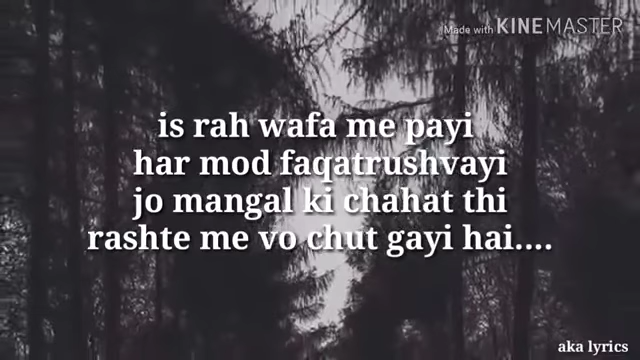 Made with KINEMASTER
is rah wafa me payi
har mod faqatrushvayi
jo mangal ki chahat thi
rashte me vo chut gayi hai....
aka lyrics